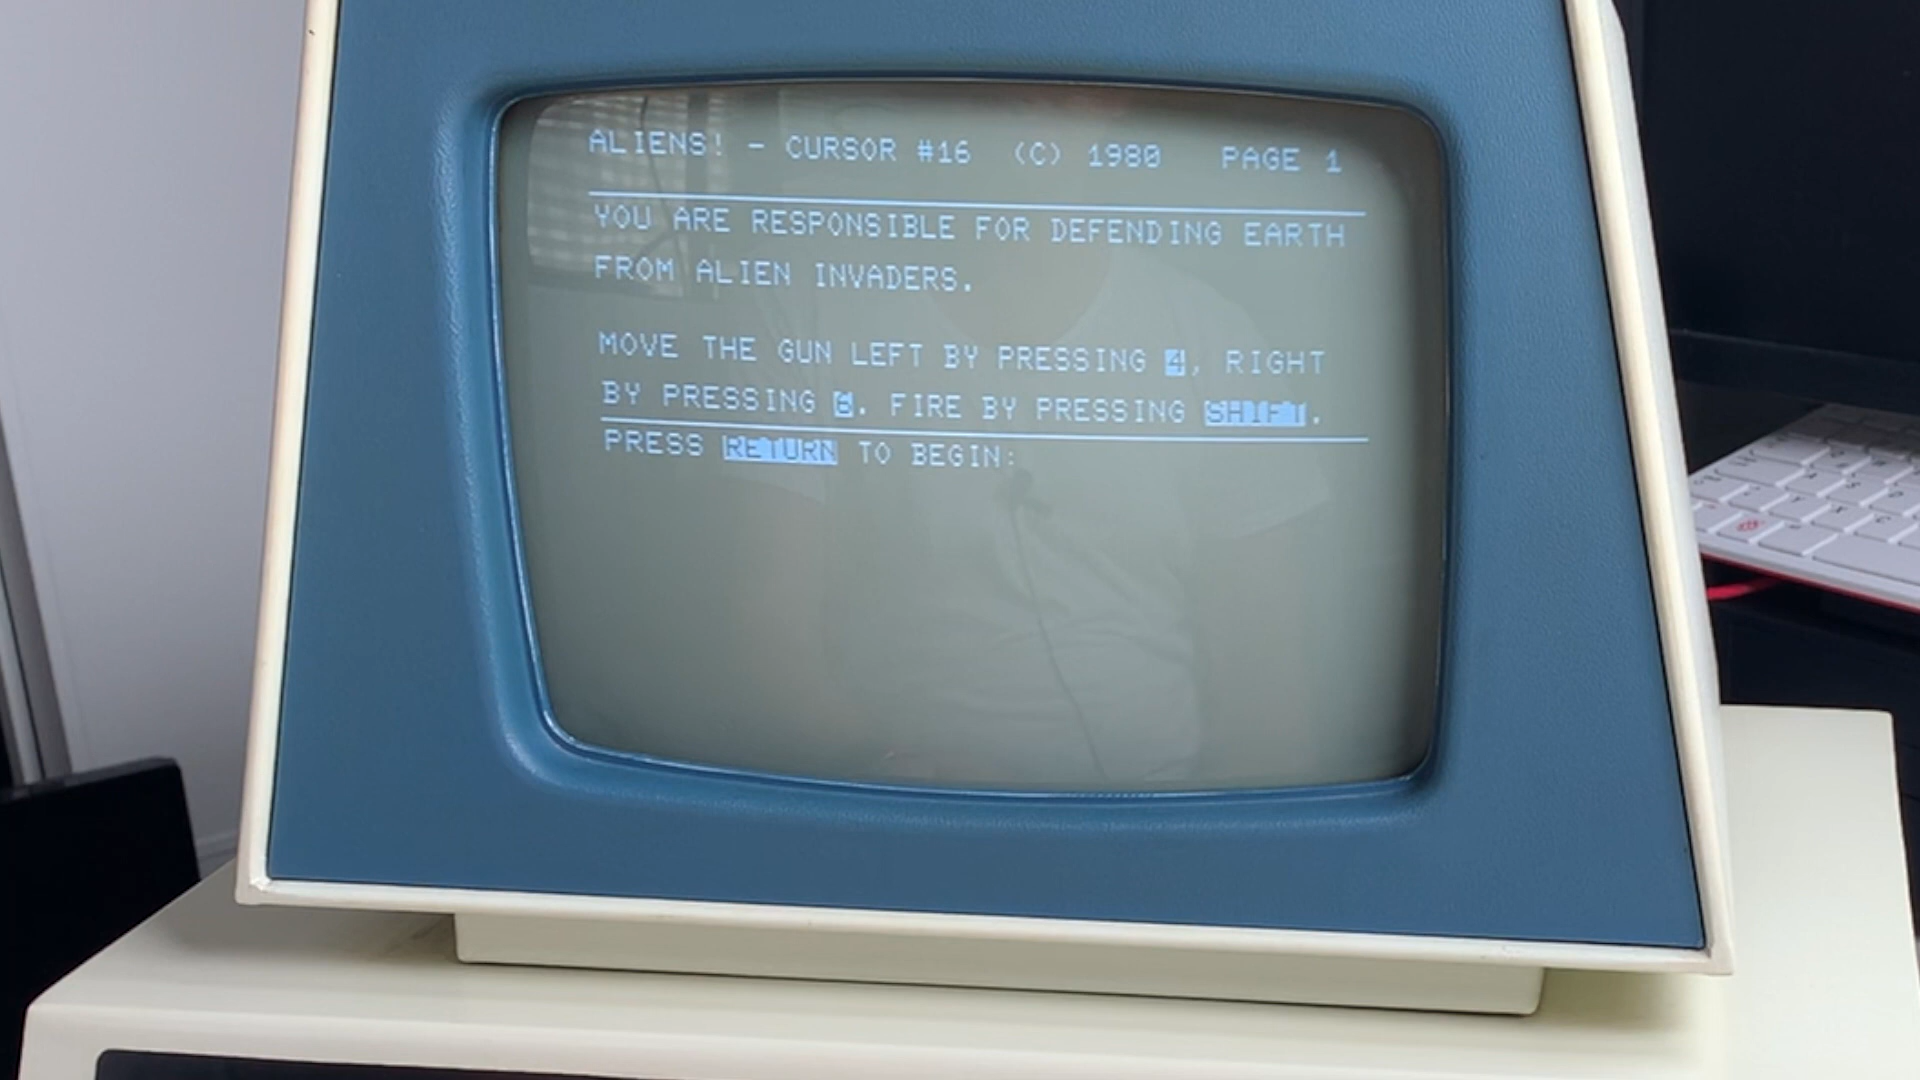 ALIENS! - CURSOR #16 (C) 1980 PAGE 1
YOU ARE RESPONSIBLE FOR DEFENDING EARTH
FROM ALIEN INVADERS.
MOVE THE GUN LEFT BY PRESSING 4, RIGHT
BY PRESSING 6. FIRE BY PRESSING SHIFT.
PRESS RETURN TO BEGIN: